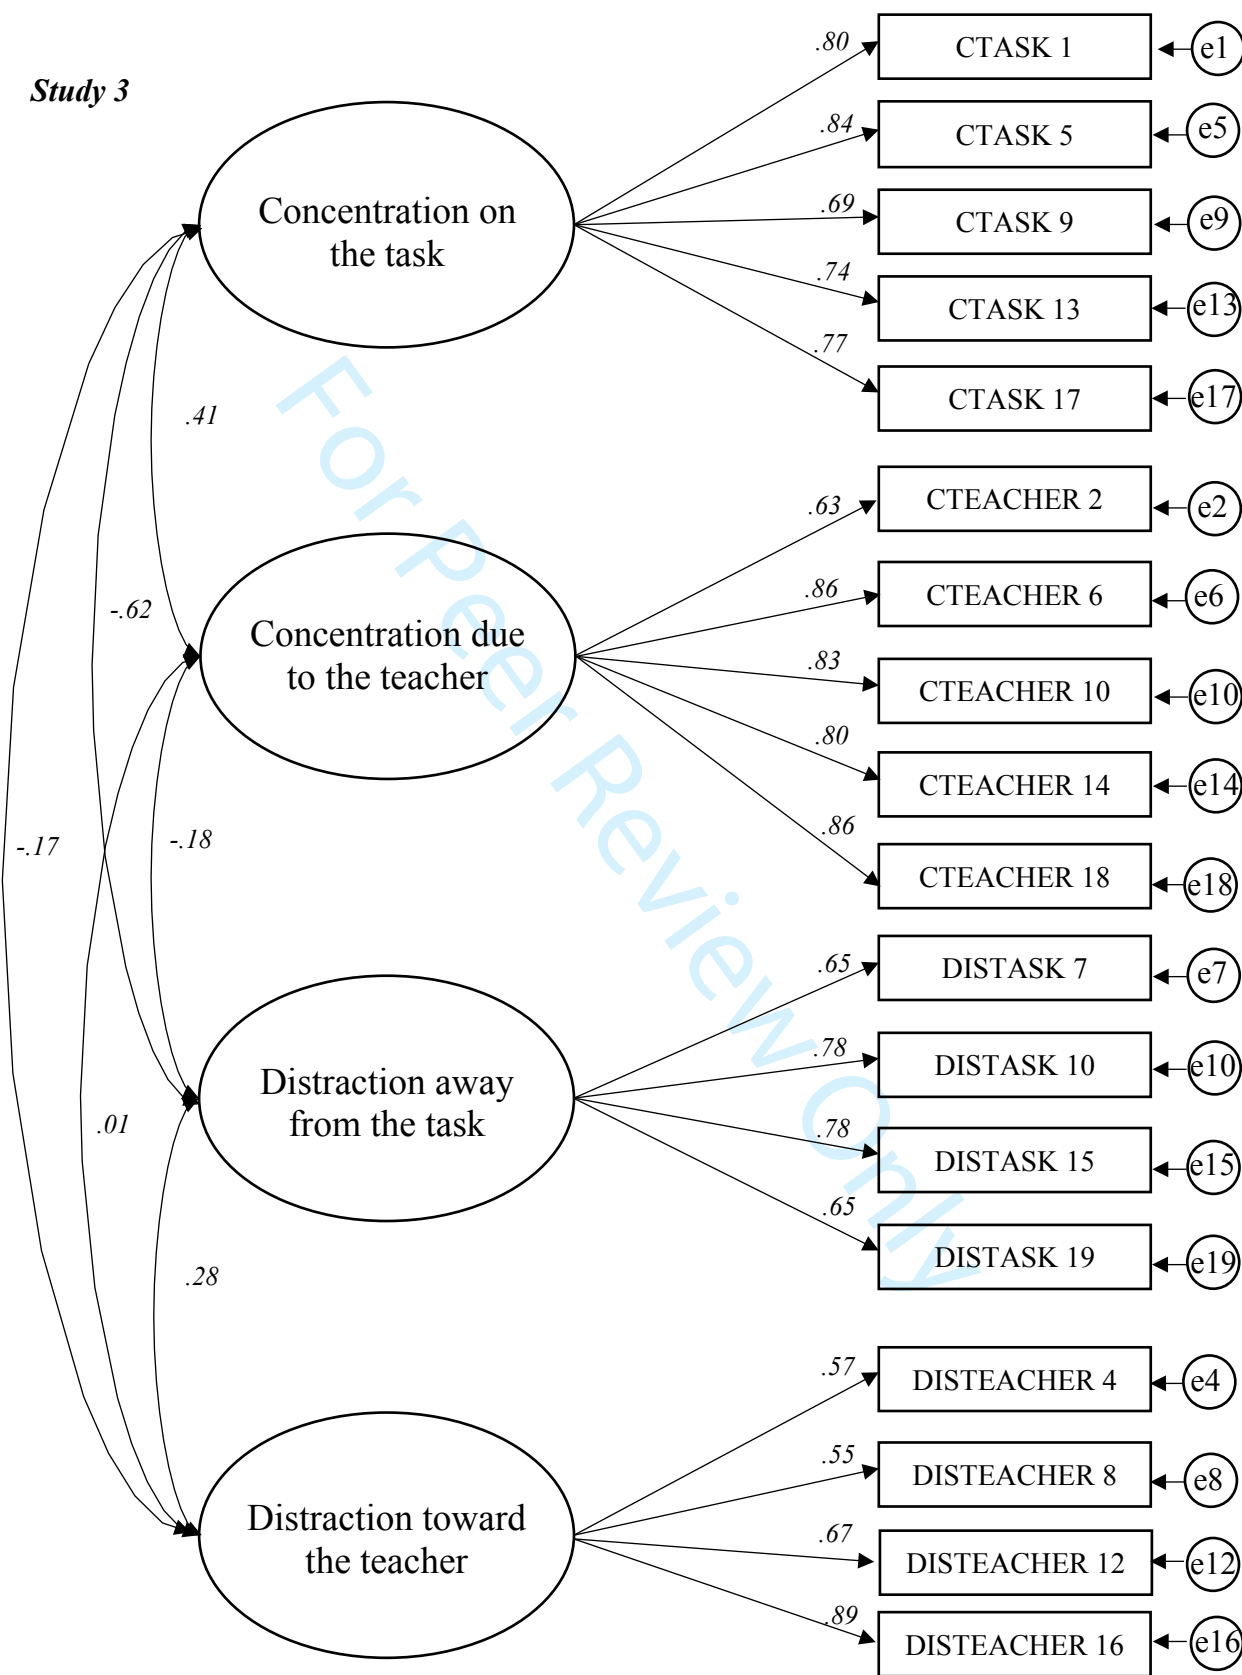 Study 3
.80
CTASK 1
e1
.84
CTASK 5
e5
Concentration on
the task
.69
CTASK 9
e9
.74
CTASK 13
e13
.77
CTASK 17
e17
.41
.63
CTEACHER 2
e2
-.62
Concentration due
to the teacher
.86
CTEACHER 6
e6
.83
CTEACHER 10
e10
.80
CTEACHER 14
e14
.86
CTEACHER 18
e18
-.17
-.18
.65
DISTASK 7
e7
Distraction away
from the task
.78
DISTASK 10
e10
.78
DISTASK 15
e15
.65
DISTASK 19
e19
.01
.28
.57
DISTEACHER 4
e4
.55
DISTEACHER 8
e8
Distraction toward
the teacher
.67
DISTEACHER 12
e12
.89
DISTEACHER 16
e16
For Peer Review Only